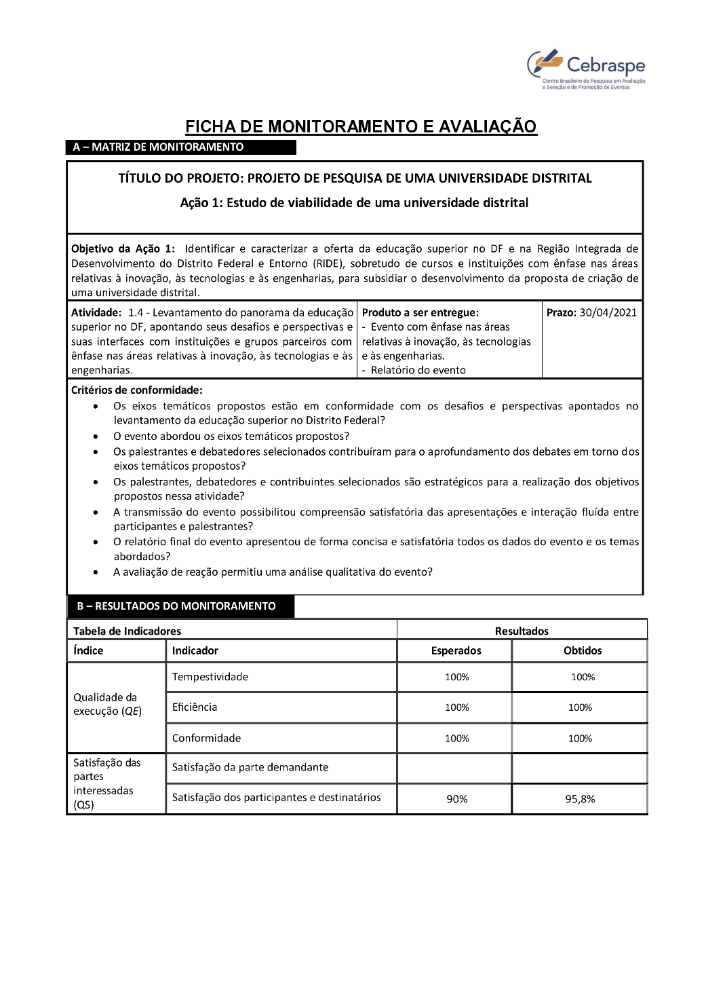 Cebraspe
Centro Brasileiro de Pesquisa em Avaliação
e Seleção e de Promoção de Eventos
FICHA DE MONITORAMENTO E AVALIAÇÃO
A – MATRIZ DE MONITORAMENTO
TÍTULO DO PROJETO: PROJETO DE PESQUISA DE UMA UNIVERSIDADE DISTRITAL
Ação 1: Estudo de viabilidade de uma universidade distrital
Objetivo da Ação 1: Identificar e caracterizar a oferta da educação superior no DF e na Região Integrada de
Desenvolvimento do Distrito Federal e Entorno (RIDE), sobretudo de cursos e instituições com ênfase nas áreas
relativas à inovação, às tecnologias e às engenharias, para subsidiar o desenvolvimento da proposta de criação de
uma universidade distrital.
Atividade: 1.4 - Levantamento do panorama da educação
superior no DF, apontando seus desafios e perspectivas e
suas interfaces com instituições e grupos parceiros com
ênfase nas áreas relativas à inovação, às tecnologias e às
engenharias.
Produto a ser entregue:
- Evento com ênfase nas áreas
relativas à inovação, às tecnologias
e às engenharias.
- Relatório do evento
Prazo: 30/04/2021
Critérios de conformidade:
• Os eixos temáticos propostos estão em conformidade com os desafios e perspectivas apontados no
levantamento da educação superior no Distrito Federal?
• O evento abordou os eixos temáticos propostos?
• Os palestrantes e debatedores selecionados contribuíram para o aprofundamento dos debates em torno dos
eixos temáticos propostos?
• Os palestrantes, debatedores e contribuintes selecionados são estratégicos para a realização dos objetivos
propostos nessa atividade?
• A transmissão do evento possibilitou compreensão satisfatória das apresentações e interação fluída entre
participantes e palestrantes?
• O relatório final do evento apresentou de forma concisa e satisfatória todos os dados do evento e os temas
abordados?
• A avaliação de reação permitiu uma análise qualitativa do evento?
B – RESULTADOS DO MONITORAMENTO
Tabela de Indicadores Resultados
Índice Indicador Esperados Obtidos
Qualidade da
execução (QE)
Tempestividade 100% 100%
Eficiência 100% 100%
Conformidade 100% 100%
Satisfação das
partes
interessadas
(QS)
Satisfação da parte demandante
Satisfação dos participantes e destinatários 90% 95,8%